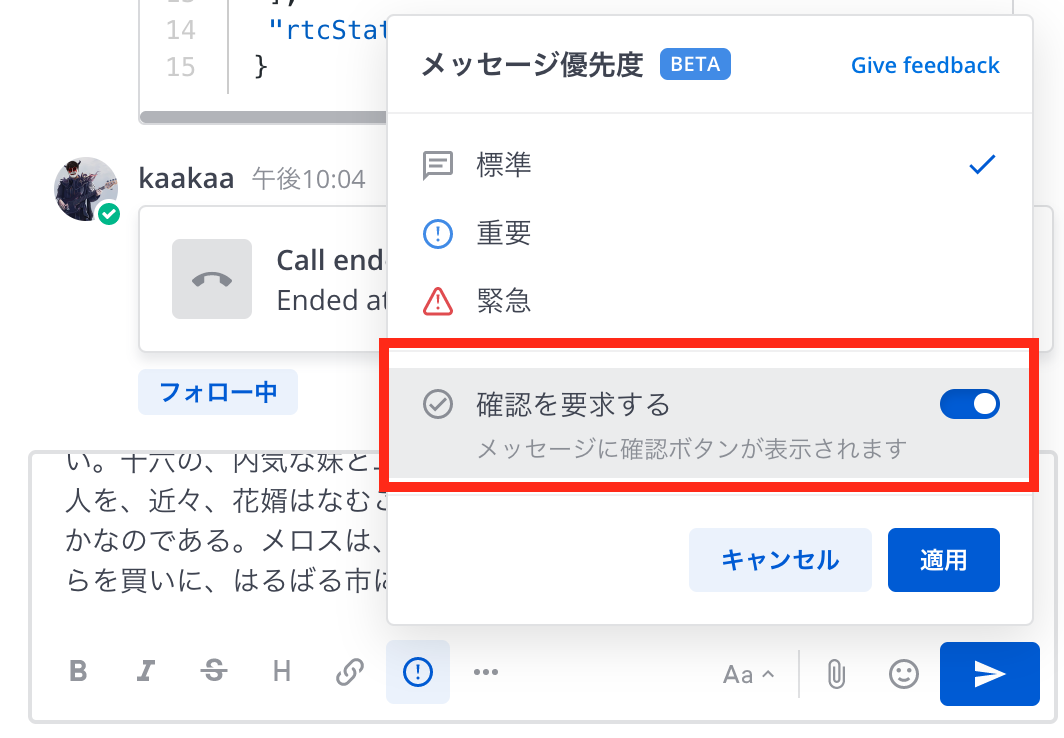 ],
14 "rtcStat
15 }
メッセージ優先度 BETA Give feedback
標準
重要
緊急
確認を要求する
メッセージに確認ボタンが表示されます
キャンセル 適用
kaakaa 午後10:04
Call end
Ended at
フォロー中
い。十六の、内気な妹と
人を、近々、花婿はなむこ
かなのである。メロスは、
らを買いに、はるばる市に
B I S H Aa